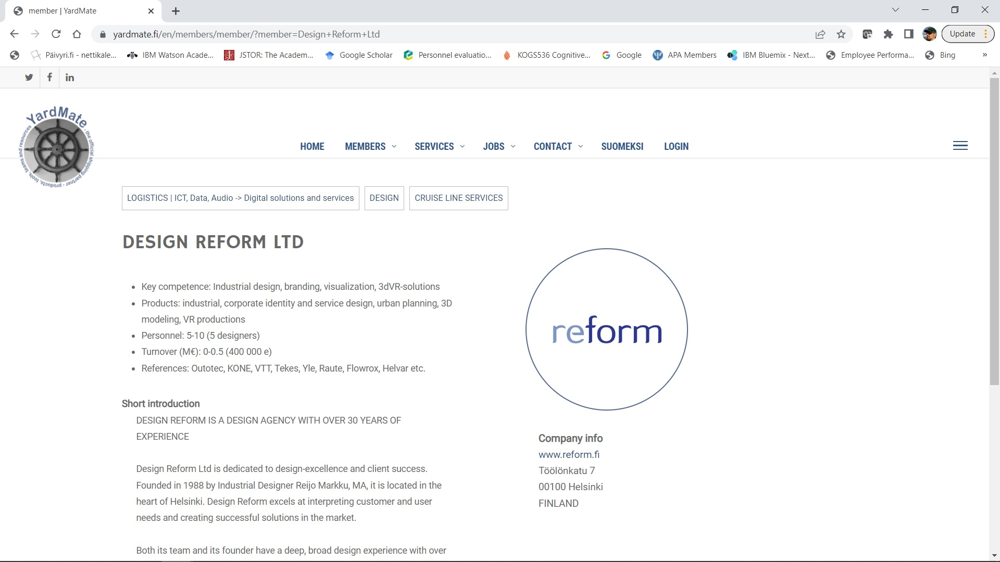 member | YardMate
yardmate.fi/en/members/member/?member=Design+Reform+Ltd
Update
Päivyri.fi - nettikale...
IBM Watson Acade...
JSTOR: The Academ...
Google Scholar
Personnel evaluatio...
KOGS536 Cognitive...
Google
APA Members
IBM Bluemix - Next...
Employee Performa...
Bing
»
YardMate - the official shipping partner - products, tools, teams and resources
HOME
MEMBERS
SERVICES
JOBS
CONTACT
SUOMEKSI
LOGIN
LOGISTICS | ICT, Data, Audio -> Digital solutions and services
DESIGN
CRUISE LINE SERVICES
DESIGN REFORM LTD
• Key competence: Industrial design, branding, visualization, 3dVR-solutions
• Products: industrial, corporate identity and service design, urban planning, 3D
modeling, VR productions
• Personnel: 5-10 (5 designers)
• Turnover (M€): 0-0.5 (400 000 e)
• References: Outotec, KONE, VTT, Tekes, Yle, Raute, Flowrox, Helvar etc.
Short introduction
DESIGN REFORM IS A DESIGN AGENCY WITH OVER 30 YEARS OF
EXPERIENCE
Design Reform Ltd is dedicated to design-excellence and client success.
Founded in 1988 by Industrial Designer Reijo Markku, MA, it is located in the
heart of Helsinki. Design Reform excels at interpreting customer and user
needs and creating successful solutions in the market.
Both its team and its founder have a deep, broad design experience with over
reform
Company info
www.reform.fi
Töölönkatu 7
00100 Helsinki
FINLAND